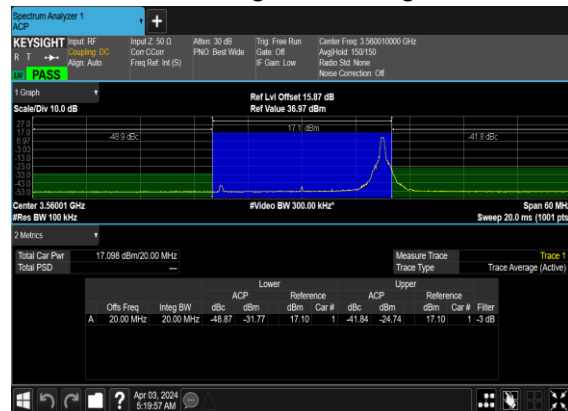 Spectrum Analyzer 1
ACP
+
KEYSIGHT Input: RF Input Z: 50 Ω Atten: 30 dB Trig: Free Run Center Freq: 3.560010000 GHz
R T Coupling: DC Corr CCorr PNO: Best Wide Gate: Off Avg|Hold: 150/150
Align: Auto Freq Ref: Int (S) IF Gain: Low Radio Std: None
LW PASS Noise Correction: Off
1 Graph
Ref Lvl Offset 15.87 dB
Scale/Div 10.0 dB Ref Value 36.97 dBm
27.0 17.1 dBm
17.0 -48.9 dBc -41.8 dBc
6.97
-3.03
-13.0
-23.0
-33.0
-43.0
-53.0
Center 3.56001 GHz #Video BW 300.00 kHz* Span 60 MHz
#Res BW 100 kHz Sweep 20.0 ms (1001 pts
2 Metrics
Total Car Pwr 17.098 dBm/20.00 MHz Measure Trace Trace 1
Total PSD --- Trace Type Trace Average (Active)
Lower Upper
ACP Reference ACP Reference
Offs Freq Integ BW dBc dBm dBm Car # dBc dBm dBm Car # Filter
A 20.00 MHz 20.00 MHz -48.87 -31.77 17.10 1 -41.84 -24.74 17.10 1 -3 dB
? Apr 03, 2024
5:19:57 AM